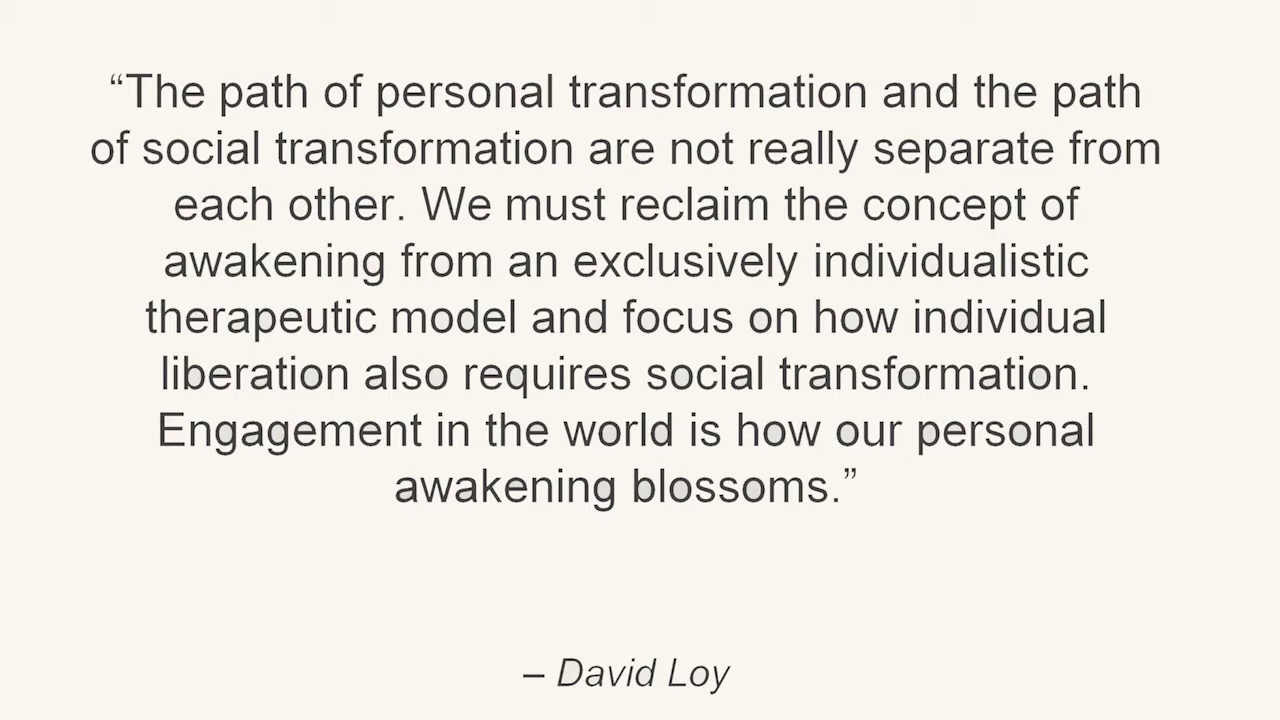 “The path of personal transformation and the path
of social transformation are not really separate from
each other. We must reclaim the concept of
awakening from an exclusively individualistic
therapeutic model and focus on how individual
liberation also requires social transformation.
Engagement in the world is how our personal
awakening blossoms.”
– David Loy